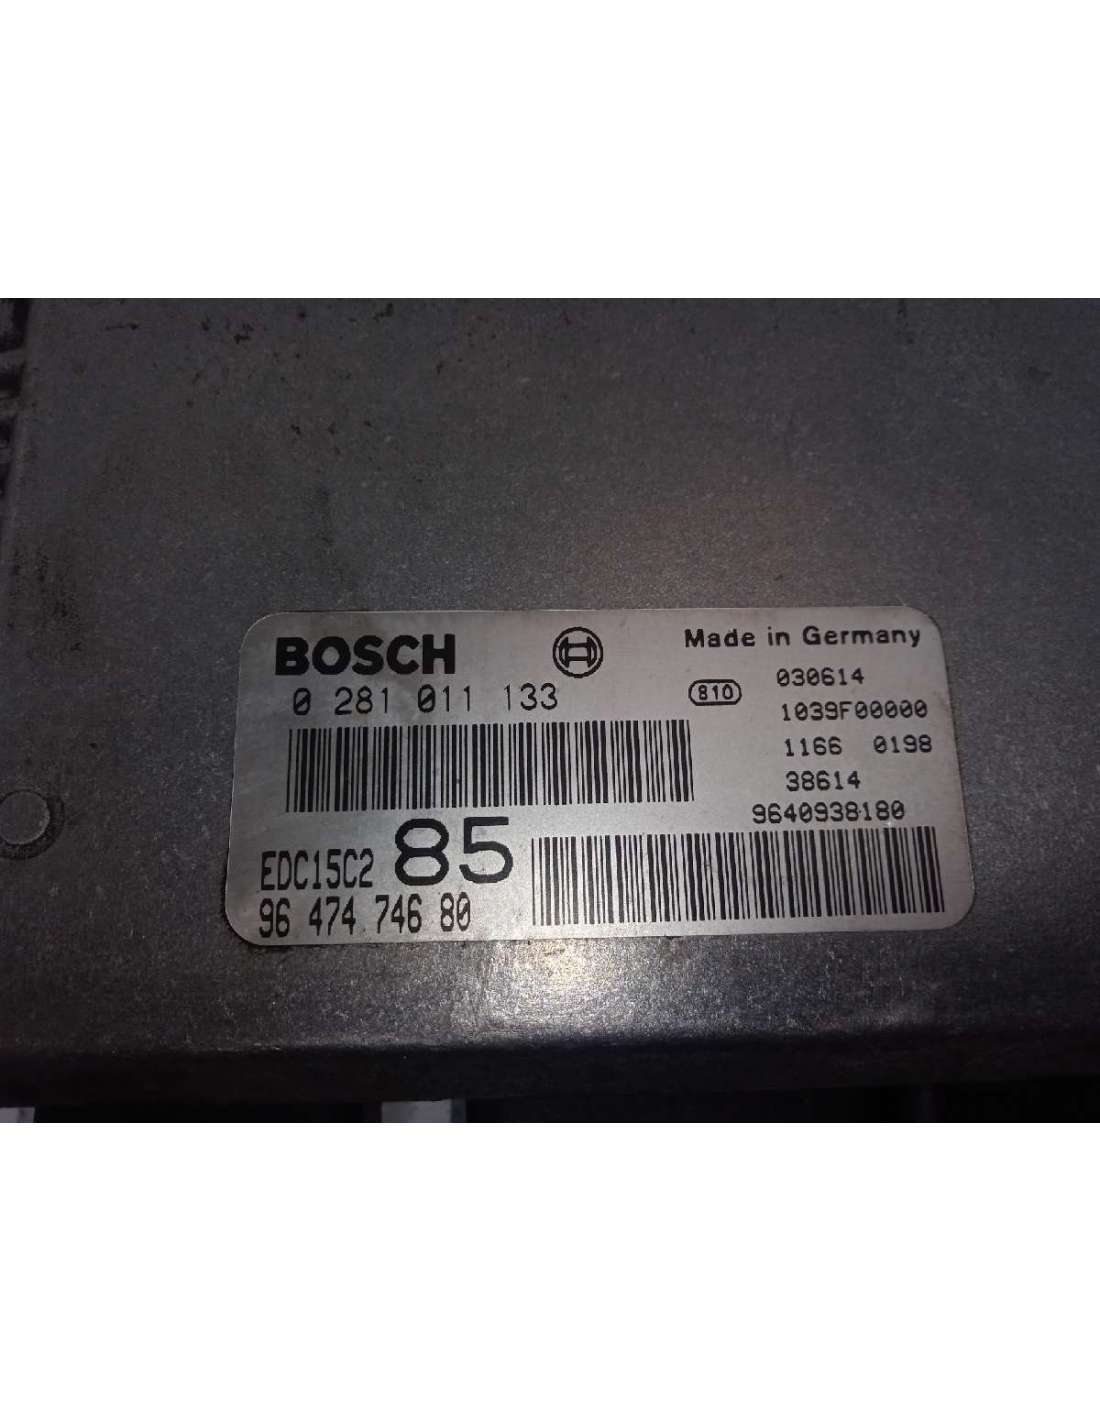 BOSCH
Made in Germany
0 281 011 133
810
030614
1039F00000
1166 0198
38614
9640938180
EDC15C2 85
96 474 746 80